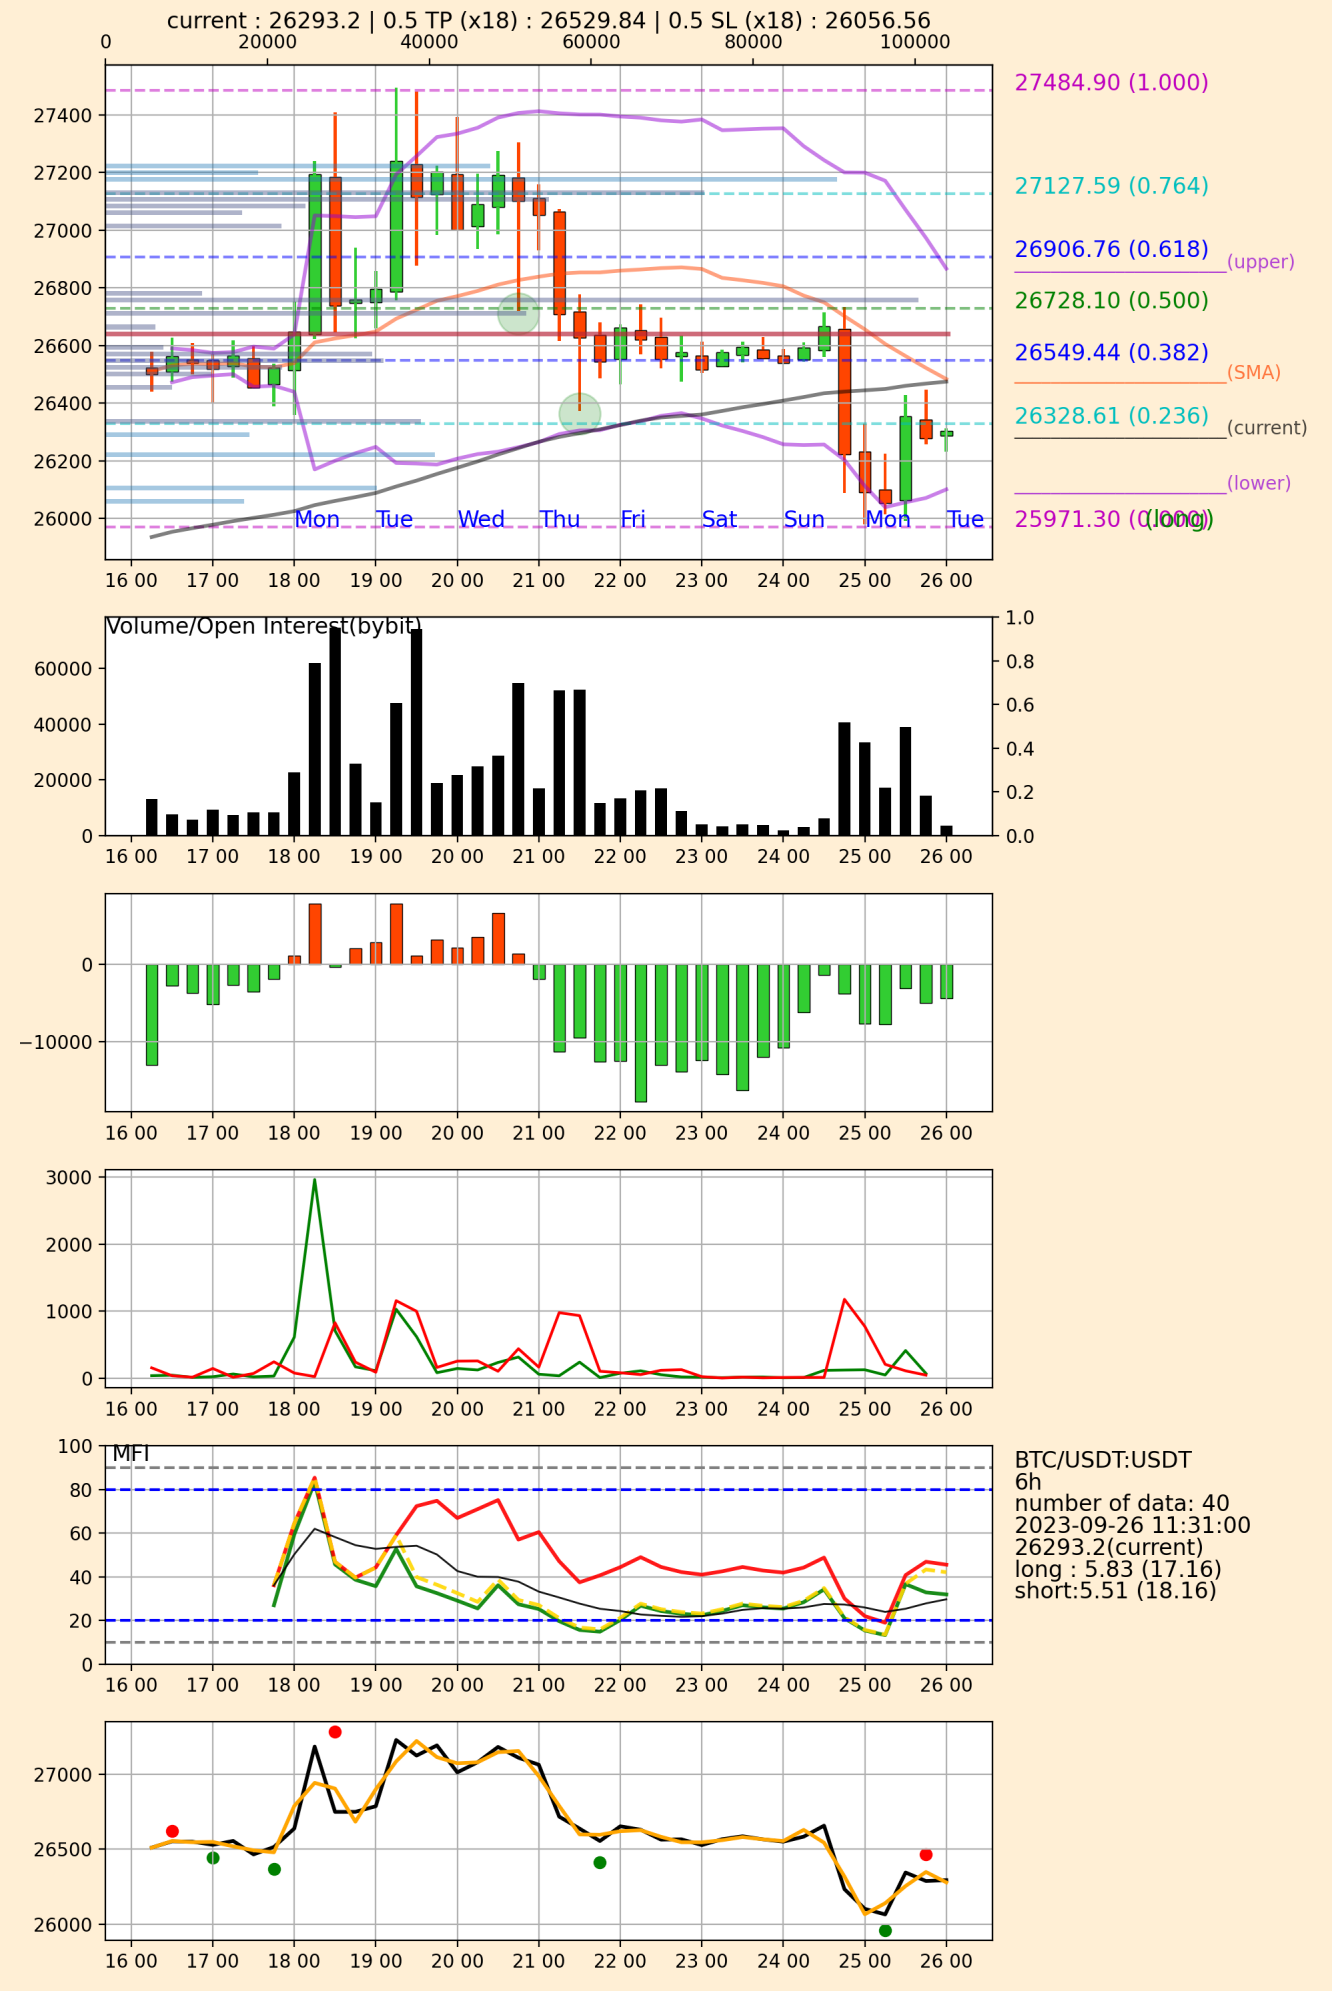 current : 26293.2 | 0.5 TP (x18) : 26529.84 | 0.5 SL (x18) : 26056.56
0 20000 40000 60000 80000 100000
27484.90 (1.000)
27400
27200
27127.59 (0.764)
27000
26906.76 (0.618)
(upper)
26800
26728.10 (0.500)
26600
26549.44 (0.382)
(SMA)
26400
26328.61 (0.236)
(current)
26200
(lower)
26000
Mon Tue Wed Thu Fri Sat Sun Mon Tue
25971.30 (0.000)
(long)
16 00 17 00 18 00 19 00 20 00 21 00 22 00 23 00 24 00 25 00 26 00
Volume/Open Interest(bybit)
60000
40000
20000
0
1.0
0.8
0.6
0.4
0.2
0.0
16 00 17 00 18 00 19 00 20 00 21 00 22 00 23 00 24 00 25 00 26 00
0
−10000
16 00 17 00 18 00 19 00 20 00 21 00 22 00 23 00 24 00 25 00 26 00
3000
2000
1000
0
16 00 17 00 18 00 19 00 20 00 21 00 22 00 23 00 24 00 25 00 26 00
MFI
100
80
60
40
20
0
BTC/USDT:USDT
6h
number of data: 40
2023-09-26 11:31:00
26293.2(current)
long : 5.83 (17.16)
short:5.51 (18.16)
16 00 17 00 18 00 19 00 20 00 21 00 22 00 23 00 24 00 25 00 26 00
27000
26500
26000
16 00 17 00 18 00 19 00 20 00 21 00 22 00 23 00 24 00 25 00 26 00